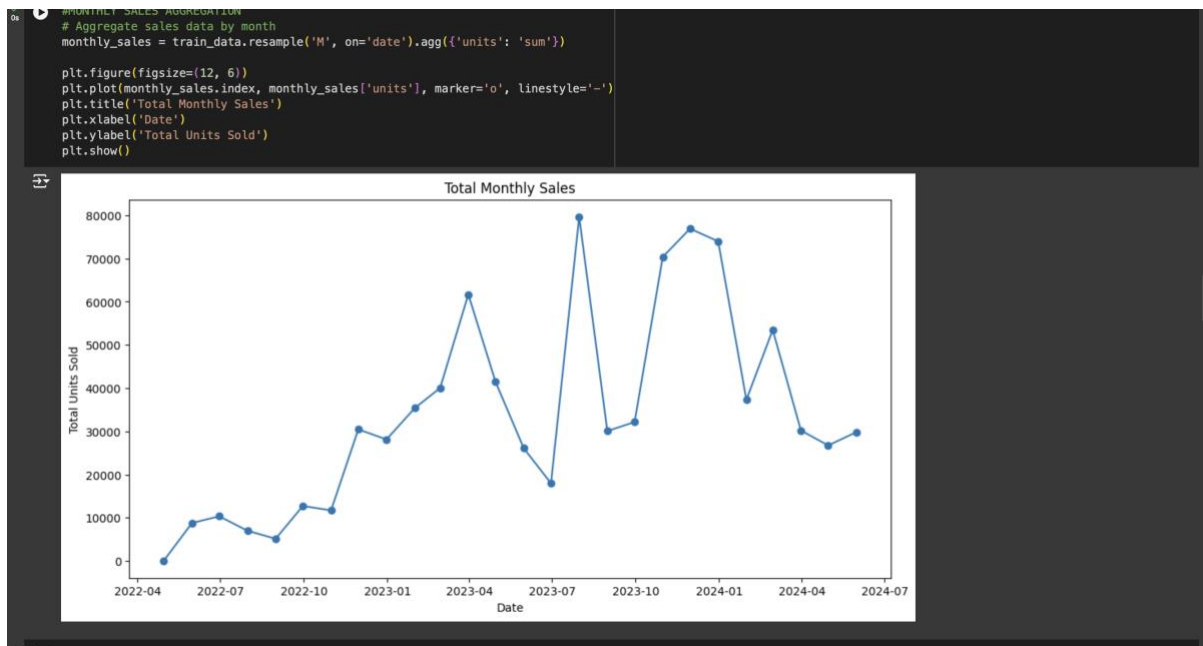 0s
#MONTHLY SALES AGGREGATION
# Aggregate sales data by month
monthly_sales = train_data.resample('M', on='date').agg({'units': 'sum'})
plt.figure(figsize=(12, 6))
plt.plot(monthly_sales.index, monthly_sales['units'], marker='o', linestyle='-')
plt.title('Total Monthly Sales')
plt.xlabel('Date')
plt.ylabel('Total Units Sold')
plt.show()
Total Monthly Sales
Total Units Sold
80000
70000
60000
50000
40000
30000
20000
10000
0
2022-04 2022-07 2022-10 2023-01 2023-04 2023-07 2023-10 2024-01 2024-04 2024-07
Date